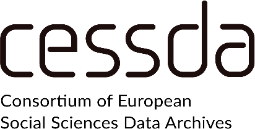 cessda
Consortium of European
Social Sciences Data Archives